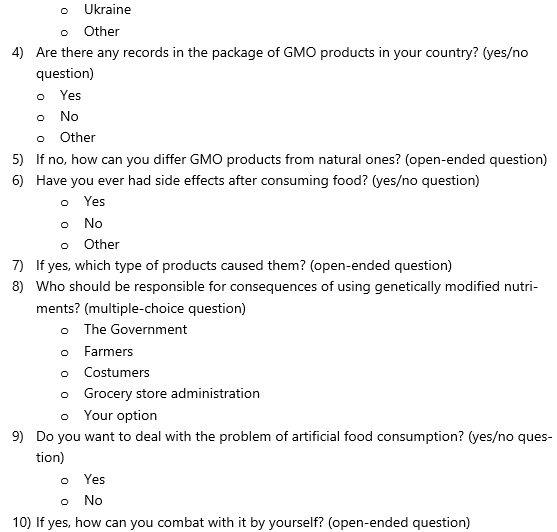 o Ukraine
o Other
4) Are there any records in the package of GMO products in your country? (yes/no
question)
o Yes
o No
o Other
5) If no, how can you differ GMO products from natural ones? (open-ended question)
6) Have you ever had side effects after consuming food? (yes/no question)
o Yes
o No
o Other
7) If yes, which type of products caused them? (open-ended question)
8) Who should be responsible for consequences of using genetically modified nutri-
ments? (multiple-choice question)
o The Government
o Farmers
o Costumers
o Grocery store administration
o Your option
9) Do you want to deal with the problem of artificial food consumption? (yes/no ques-
tion)
o Yes
o No
10) If yes, how can you combat with it by yourself? (open-ended question)